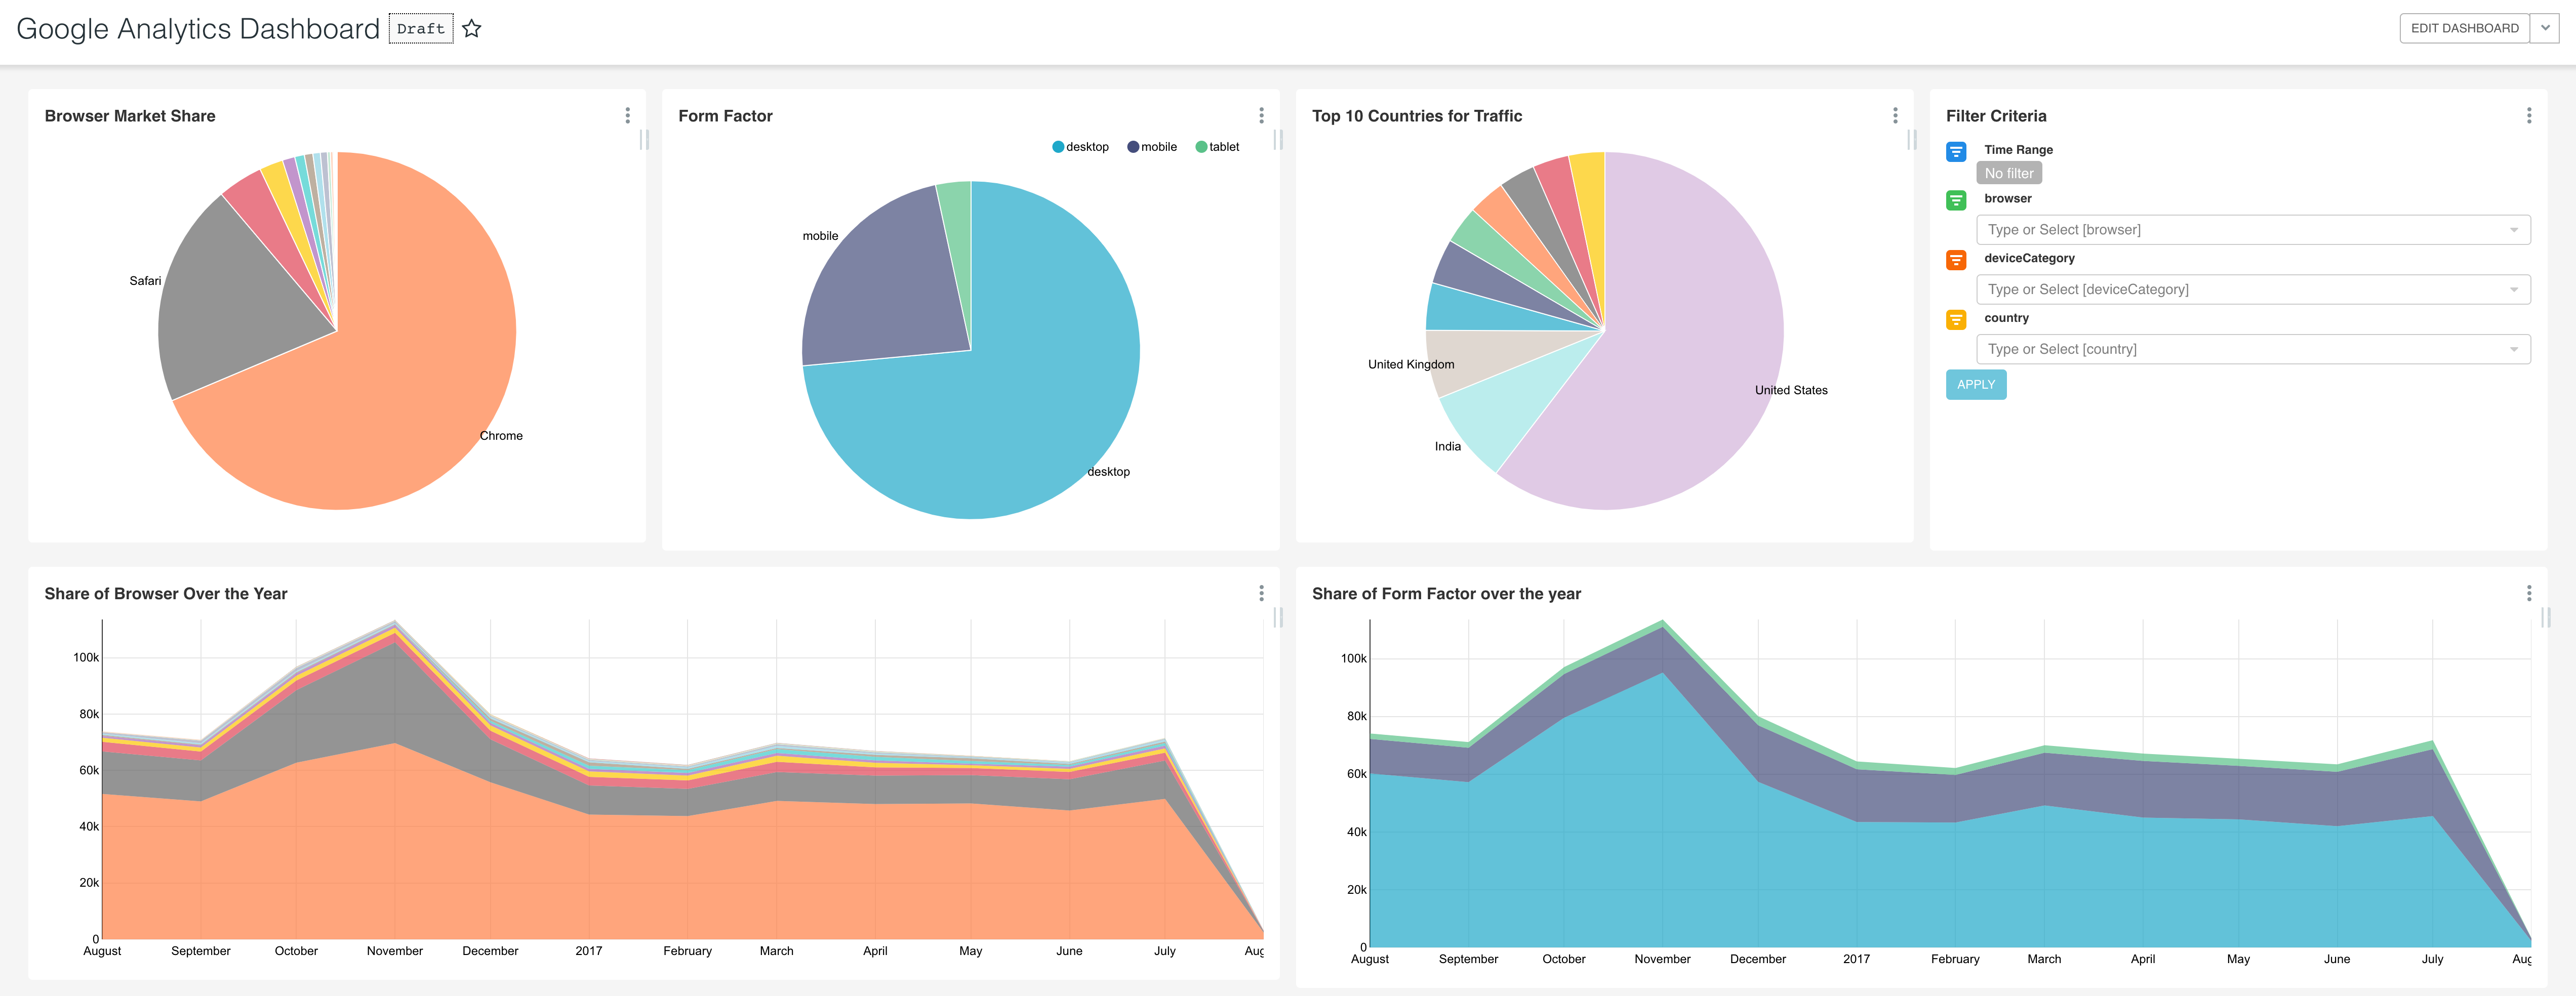 Google Analytics Dashboard Draft
EDIT DASHBOARD
Browser Market Share
Safari
Chrome
Form Factor
desktop mobile tablet
mobile
desktop
Top 10 Countries for Traffic
United Kingdom
United States
India
Filter Criteria
Time Range
No filter
browser
Type or Select [browser]
deviceCategory
Type or Select [deviceCategory]
country
Type or Select [country]
APPLY
Share of Browser Over the Year
100k
80k
60k
40k
20k
0
August September October November December 2017 February March April May June July Aug
Share of Form Factor over the year
100k
80k
60k
40k
20k
0
August September October November December 2017 February March April May June July Aug